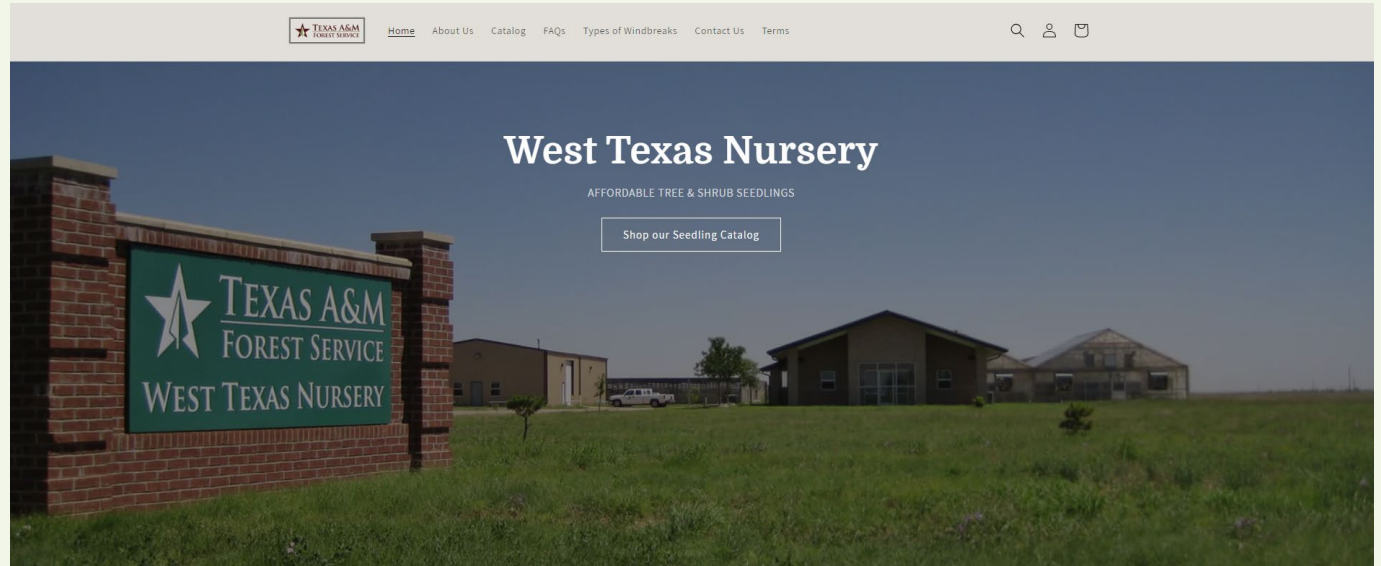 TEXAS A&M
FOREST SERVICE
Home About Us Catalog FAQs Types of Windbreaks Contact Us Terms
West Texas Nursery
AFFORDABLE TREE & SHRUB SEEDLINGS
Shop our Seedling Catalog
TEXAS A&M
FOREST SERVICE
WEST TEXAS NURSERY